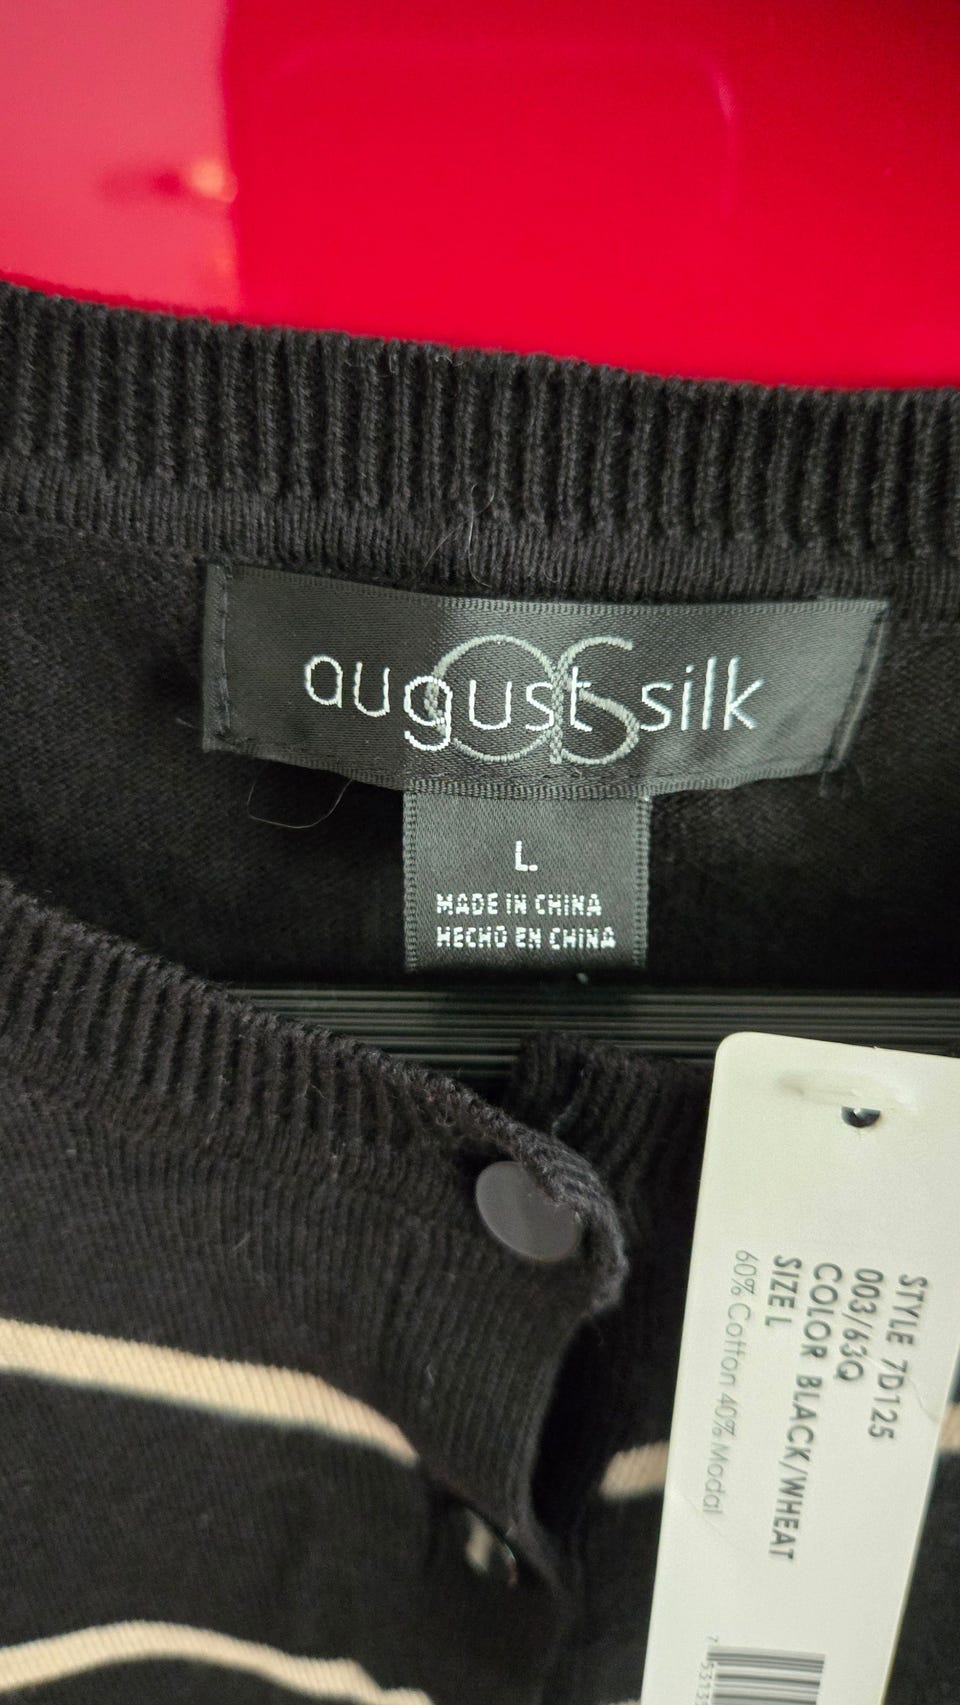 august silk
OS
L.
MADE IN CHINA
HECHO EN CHINA
STYLE 7D125
003/63Q
COLOR BLACK/WHEAT
SIZE L
60% Cotton 40% Modal